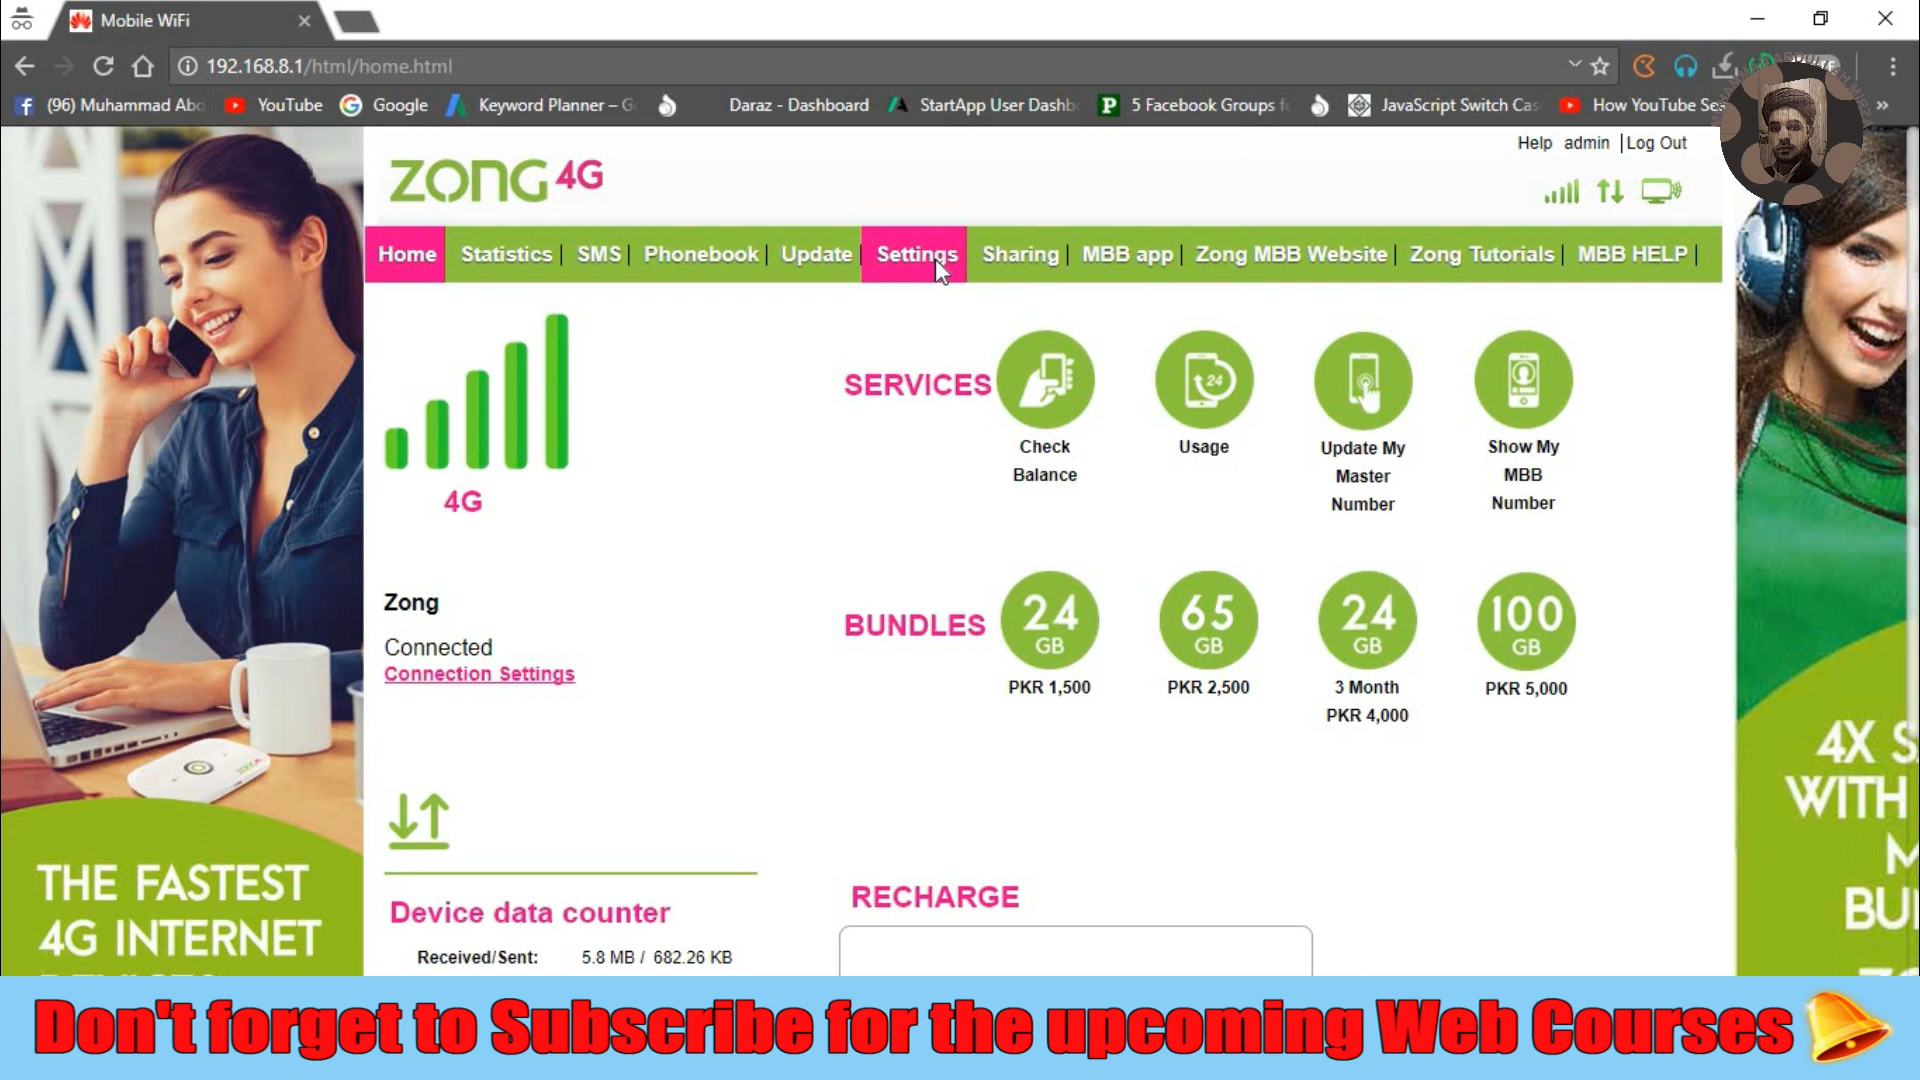 Mobile WiFi
192.168.8.1/html/home.html
(96) Muhammad Abd
YouTube
Google
Keyword Planner – G
Daraz - Dashboard
StartApp User Dashb
5 Facebook Groups f
JavaScript Switch Cas
How YouTube Sea
Help admin | Log Out
ZONG 4G
Home
Statistics |
SMS |
Phonebook |
Update |
Settings
Sharing |
MBB app |
Zong MBB Website |
Zong Tutorials |
MBB HELP |
4G
SERVICES
Check
Balance
Usage
Update My
Master
Number
Show My
MBB
Number
Zong
Connected
Connection Settings
BUNDLES
24
GB
PKR 1,500
65
GB
PKR 2,500
24
GB
3 Month
PKR 4,000
100
GB
PKR 5,000
Device data counter
Received/Sent: 5.8 MB / 682.26 KB
RECHARGE
THE FASTEST
4G INTERNET
4X S
WITH
M
BU
Don't forget to Subscribe for the upcoming Web Courses